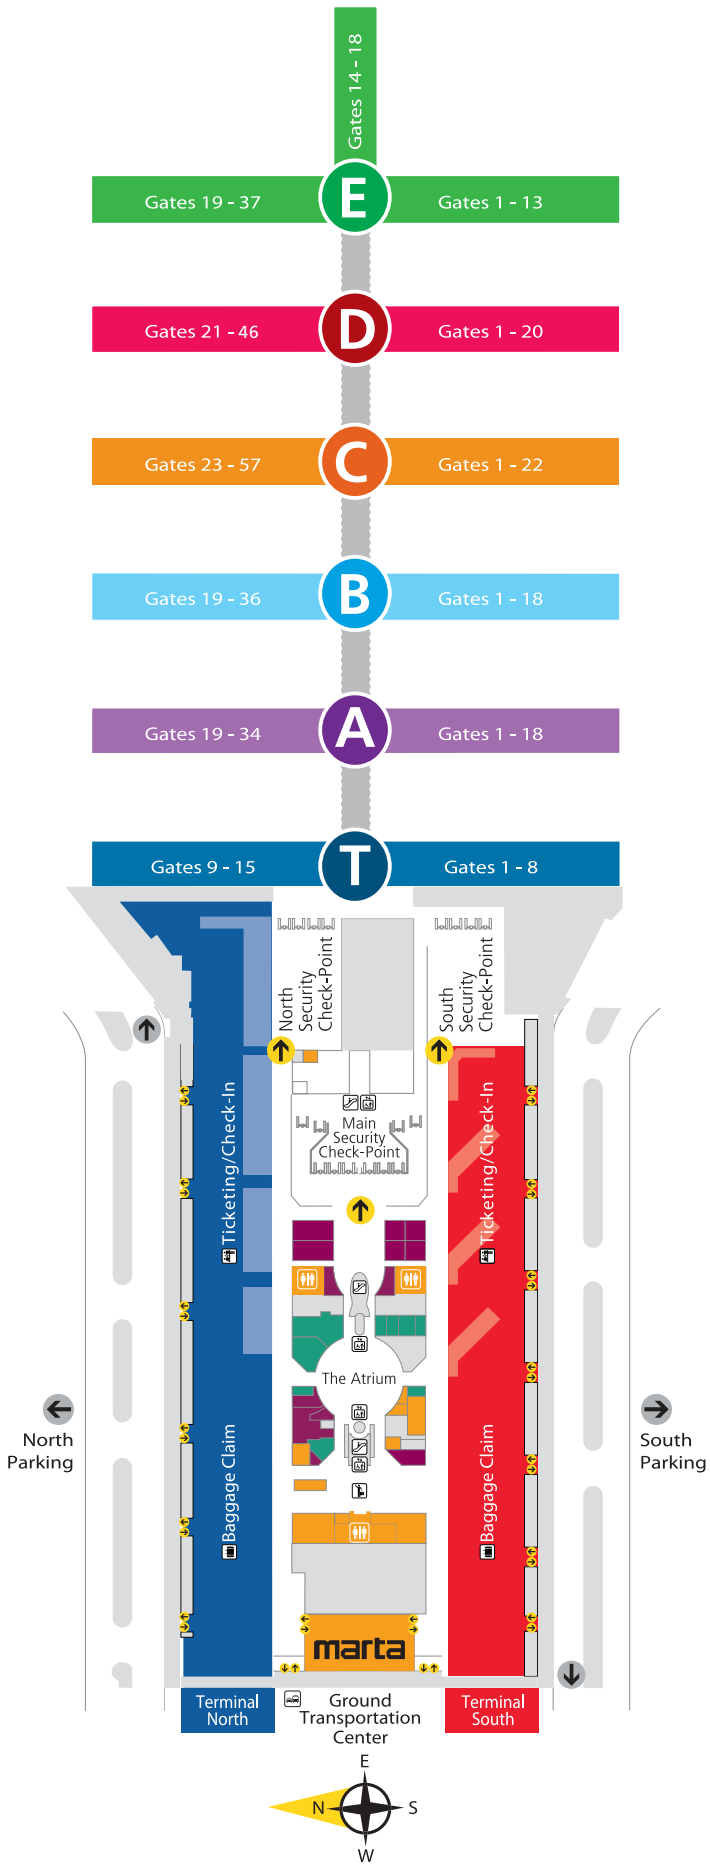 Gates 14 - 18
E
Gates 19 - 37
Gates 1 - 13
D
Gates 21 - 46
Gates 1 - 20
C
Gates 23 - 57
Gates 1 - 22
B
Gates 19 - 36
Gates 1 - 18
A
Gates 19 - 34
Gates 1 - 18
T
Gates 9 - 15
Gates 1 - 8
North
Security
Check-Point
South
Security
Check-Point
Main
Security
Check-Point
Ticketing/Check-In
Ticketing/Check-In
The Atrium
North
Parking
South
Parking
Baggage Claim
Baggage Claim
marta
Terminal
North
Ground
Transportation
Center
Terminal
South
E
N
S
W